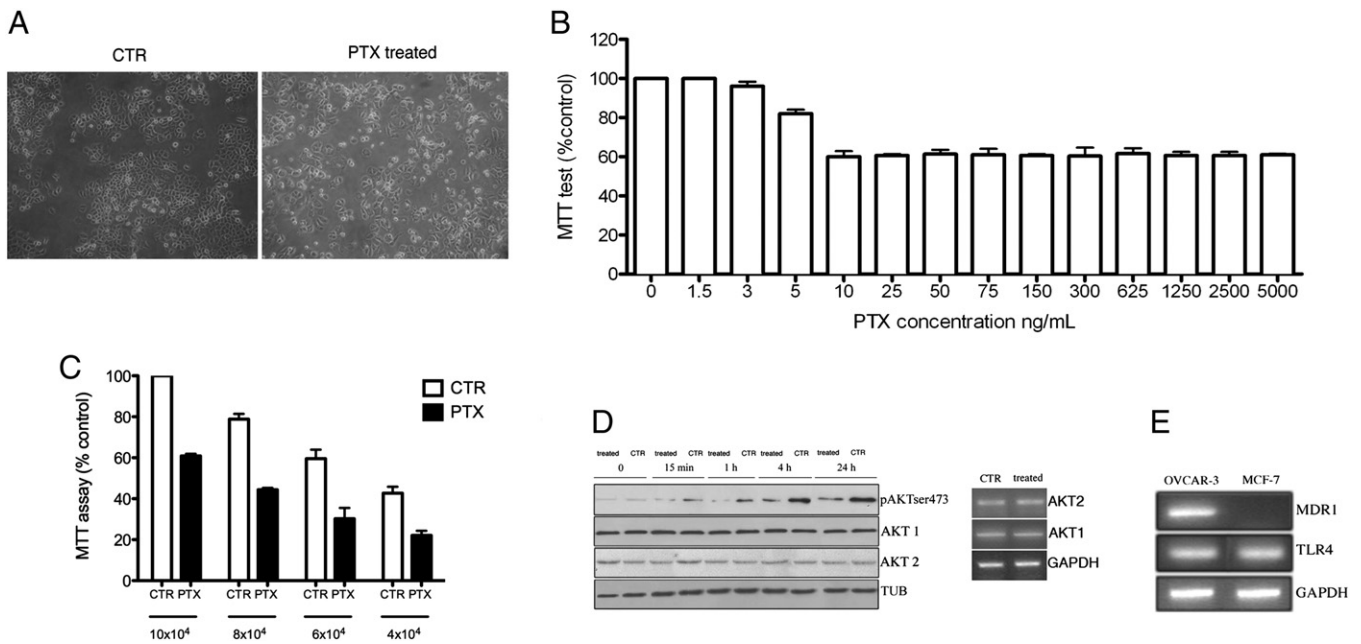 A
CTR PTX treated
B
MTT test (%control)
120
100
80
60
40
20
0
0 1.5 3 5 10 25 50 75 150 300 625 1250 2500 5000
PTX concentration ng/mL
C
MTT assay (% control)
100
80
60
40
20
0
CTR
PTX
CTR PTX CTR PTX CTR PTX CTR PTX
10x10⁴ 8x10⁴ 6x10⁴ 4x10⁴
D
treated CTR treated CTR treated CTR treated CTR treated CTR
0 15 min 1 h 4 h 24 h
pAKTser473
AKT 1
AKT 2
TUB
CTR treated
AKT2
AKT1
GAPDH
E
OVCAR-3 MCF-7
MDR1
TLR4
GAPDH